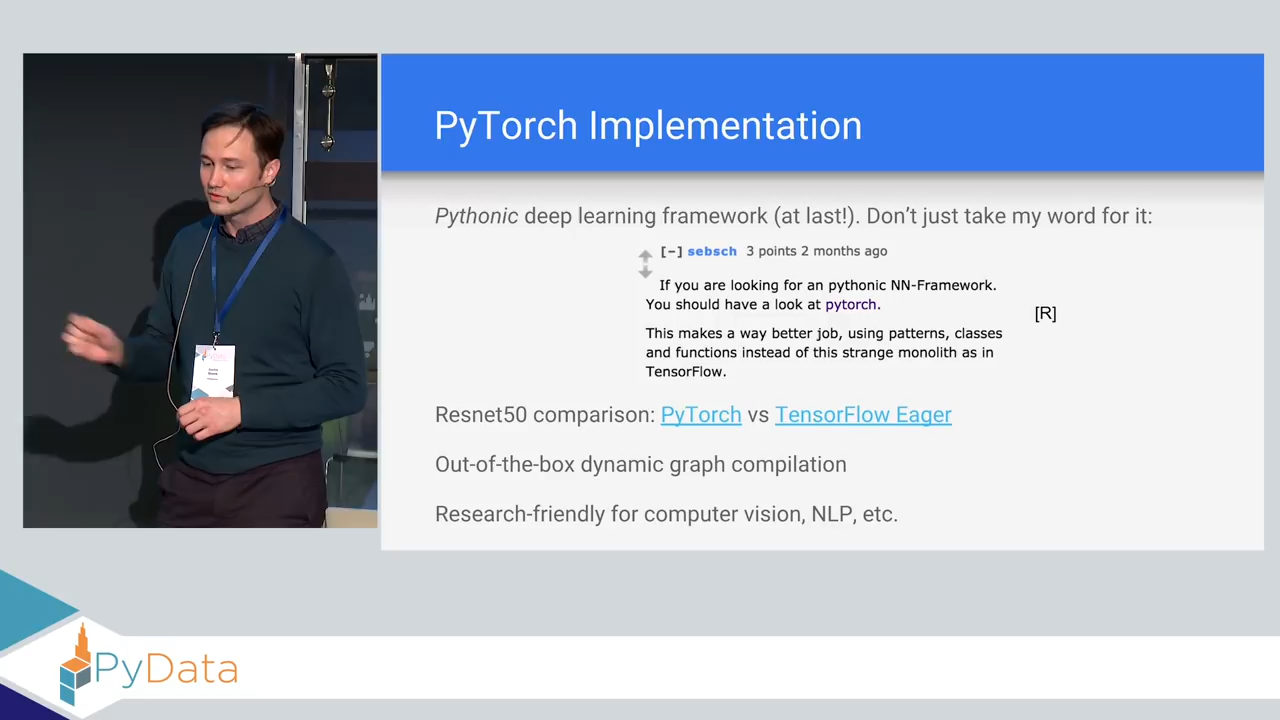 PyTorch Implementation
Pythonic deep learning framework (at last!). Don't just take my word for it:
[−] sebsch 3 points 2 months ago
If you are looking for an pythonic NN-Framework.
You should have a look at pytorch.
[R]
This makes a way better job, using patterns, classes
and functions instead of this strange monolith as in
TensorFlow.
Resnet50 comparison: PyTorch vs TensorFlow Eager
Out-of-the-box dynamic graph compilation
Research-friendly for computer vision, NLP, etc.
PyData